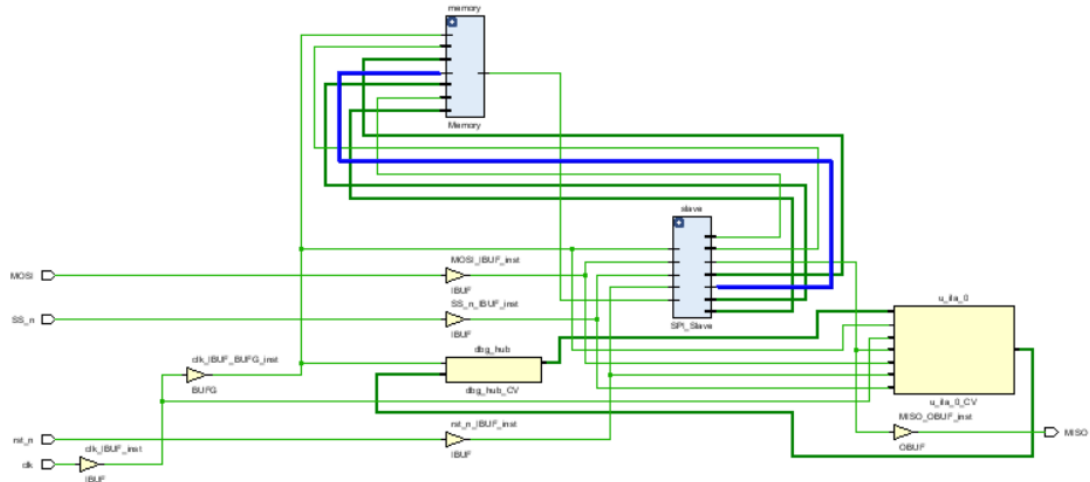 memory
Memory
slave
SPI_Slave
MOSI
MOSI_IBUF_inst
IBUF
SS_n
SS_n_IBUF_inst
IBUF
u_ila_0
u_ila_0_CV
dbg_hub
dbg_hub_CV
clk_IBUF_BUFG_inst
BUFG
rst_n
rst_n_IBUF_inst
IBUF
MISO_OBUF_inst
OBUF
MISO
clk
clk_IBUF_inst
IBUF